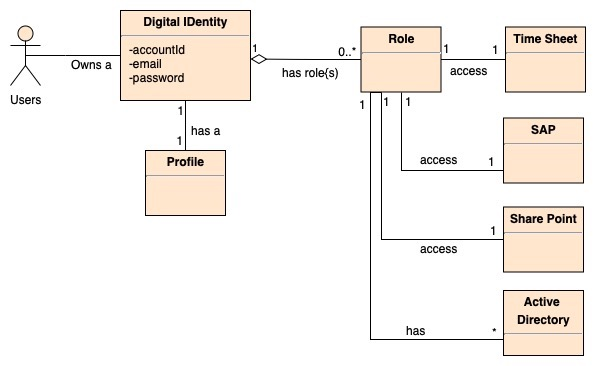 Digital IDentity
-accountId
-email
-password
Users
Owns a
1
has role(s)
0..*
Role
1
access
1
Time Sheet
1
has a
1
Profile
1
1
1
access
1
SAP
access
1
Share Point
has
*
Active
Directory